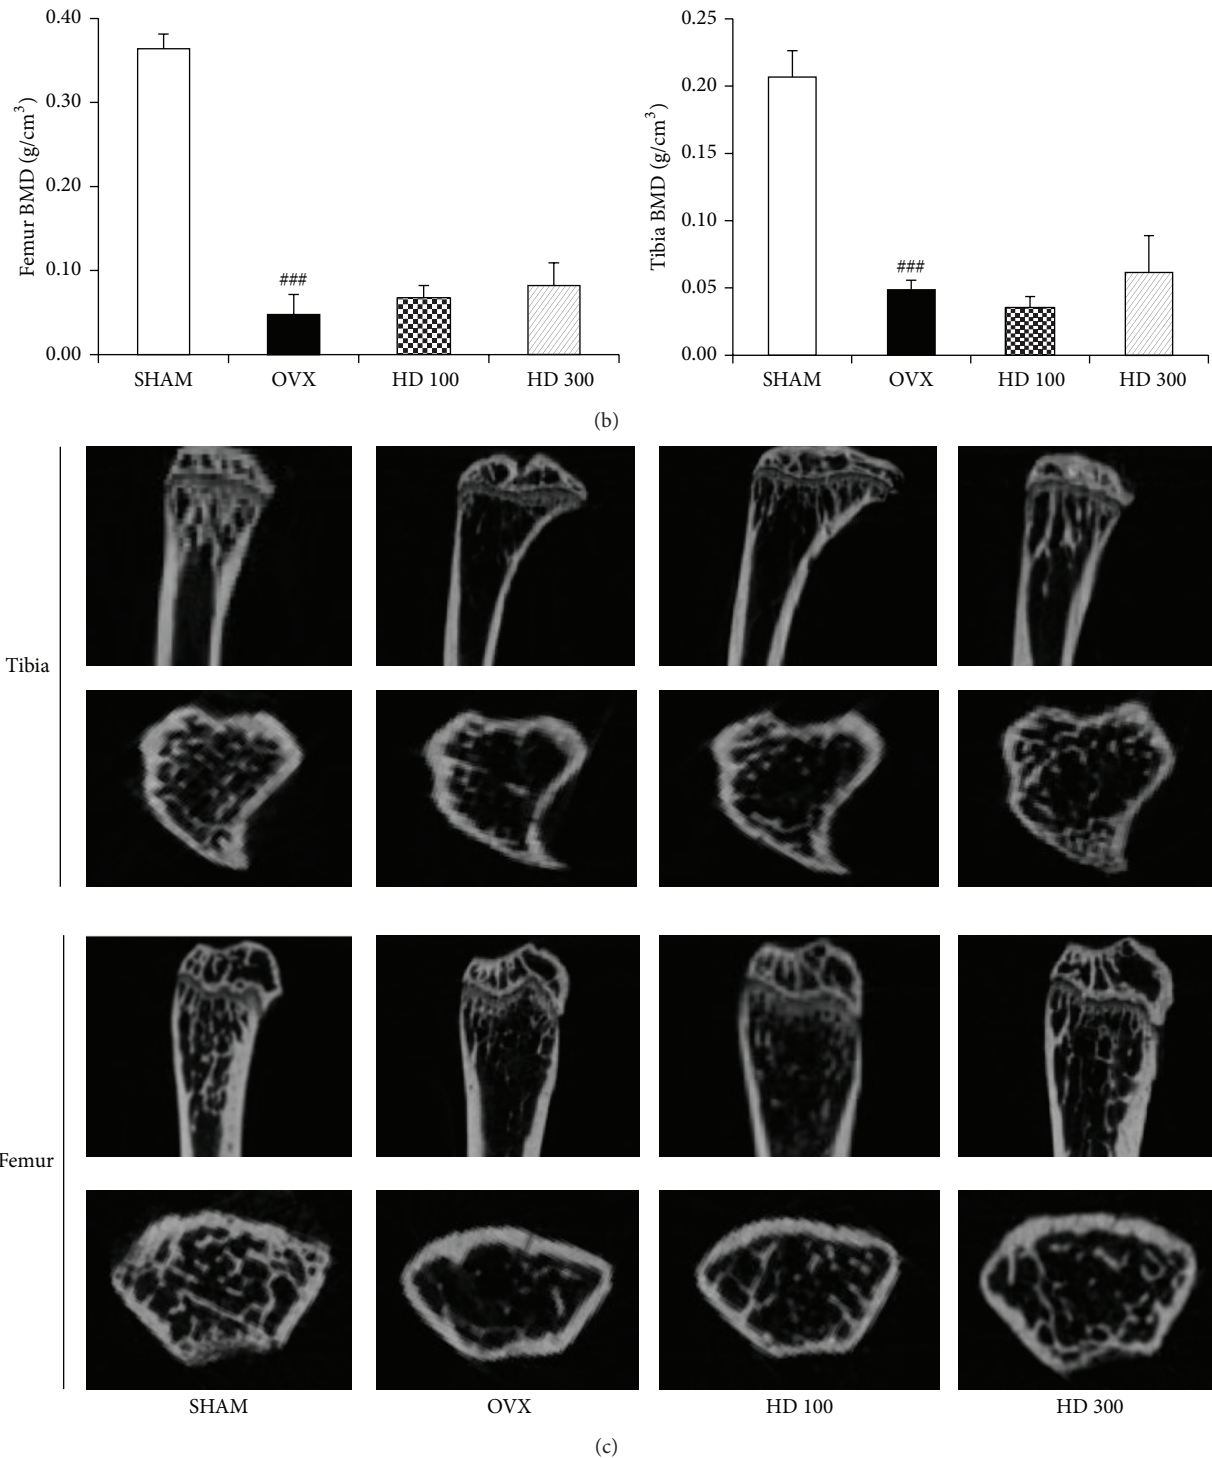 0.40
0.30
0.20
0.10
0.00
Femur BMD (g/cm³)
###
SHAM OVX HD 100 HD 300
0.25
0.20
0.15
0.10
0.05
0.00
Tibia BMD (g/cm³)
###
SHAM OVX HD 100 HD 300
(b)
Tibia
Femur
SHAM OVX HD 100 HD 300
(c)